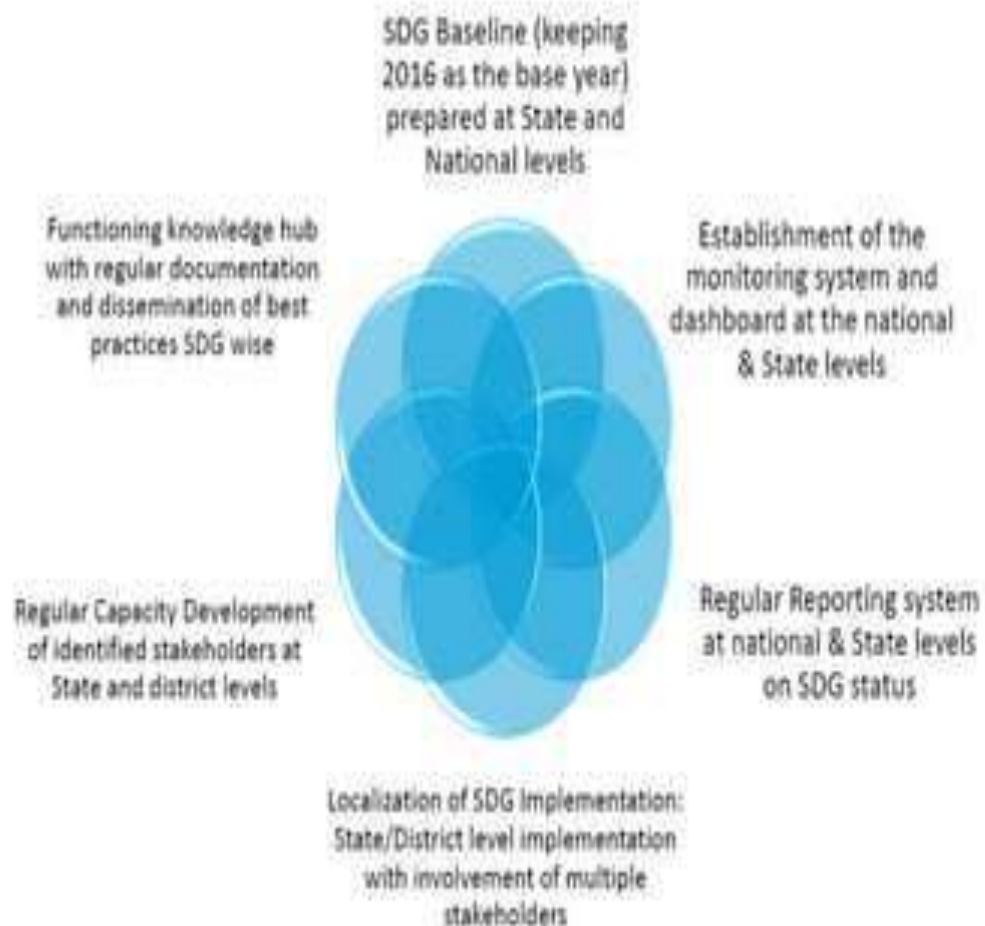 SDG Baseline (keeping
2016 as the base year)
prepared at State and
National levels
Establishment of the
monitoring system and
dashboard at the national
& State levels
Regular Reporting system
at national & State levels
on SDG status
Localization of SDG Implementation:
State/District level implementation
with involvement of multiple
stakeholders
Regular Capacity Development
of identified stakeholders at
State and district levels
Functioning knowledge hub
with regular documentation
and dissemination of best
practices SDG wise